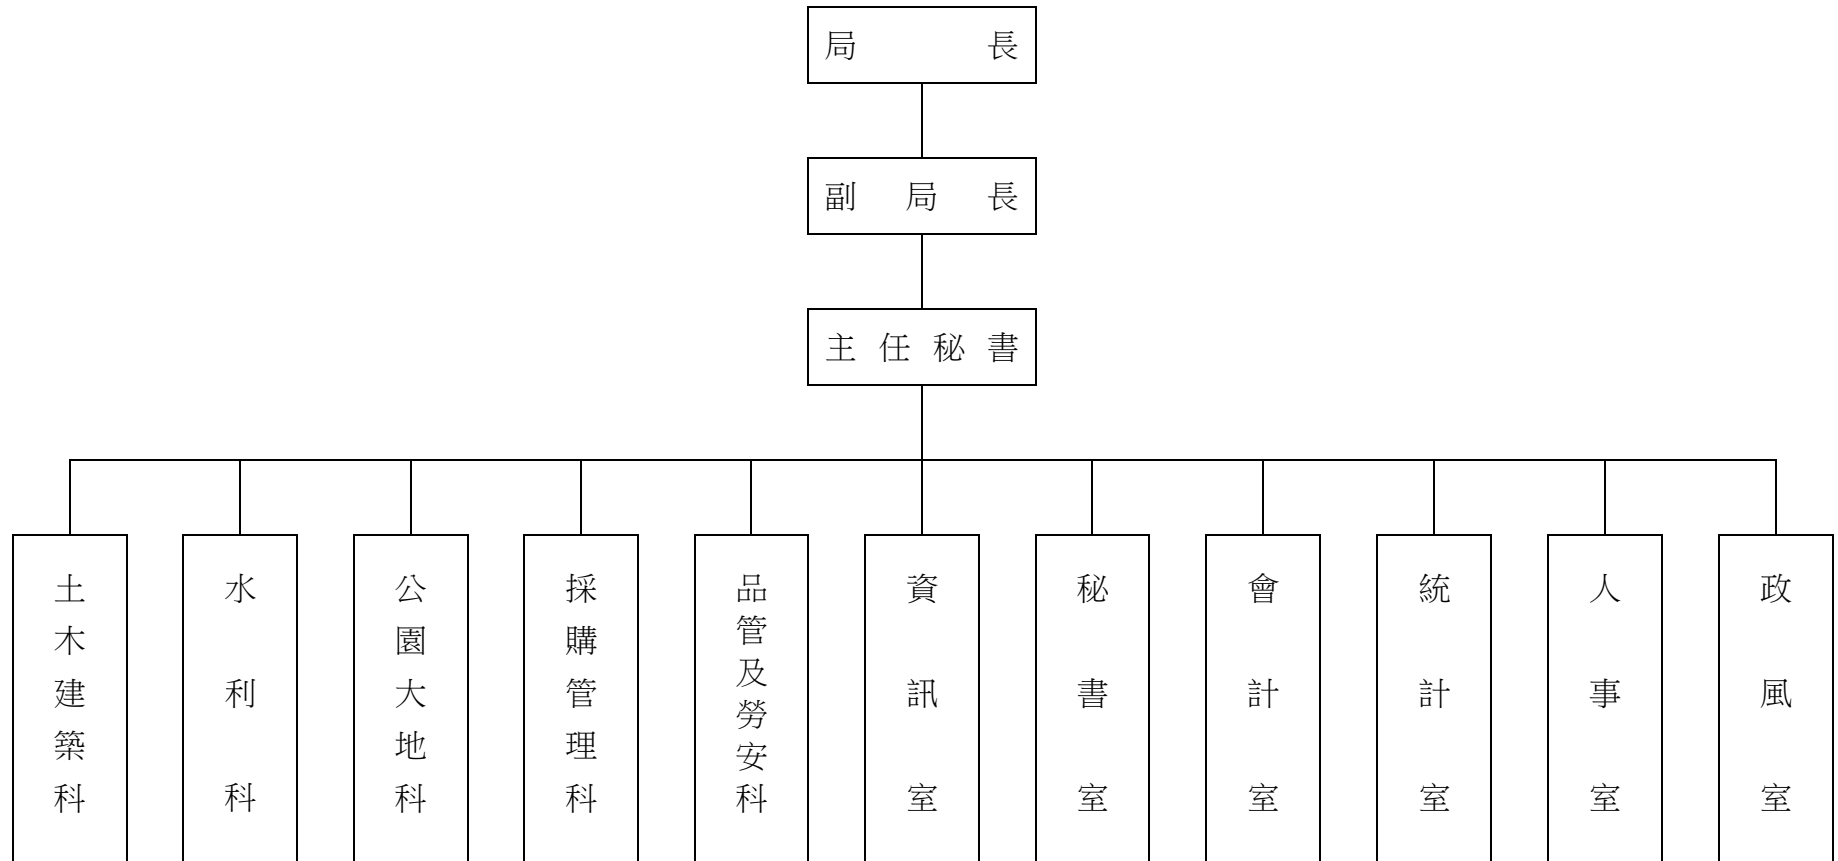 局長
副局長
主任秘書
土木建築科
水利科
公園大地科
採購管理科
品管及勞安科
資訊室
秘書室
會計室
統計室
人事室
政風室